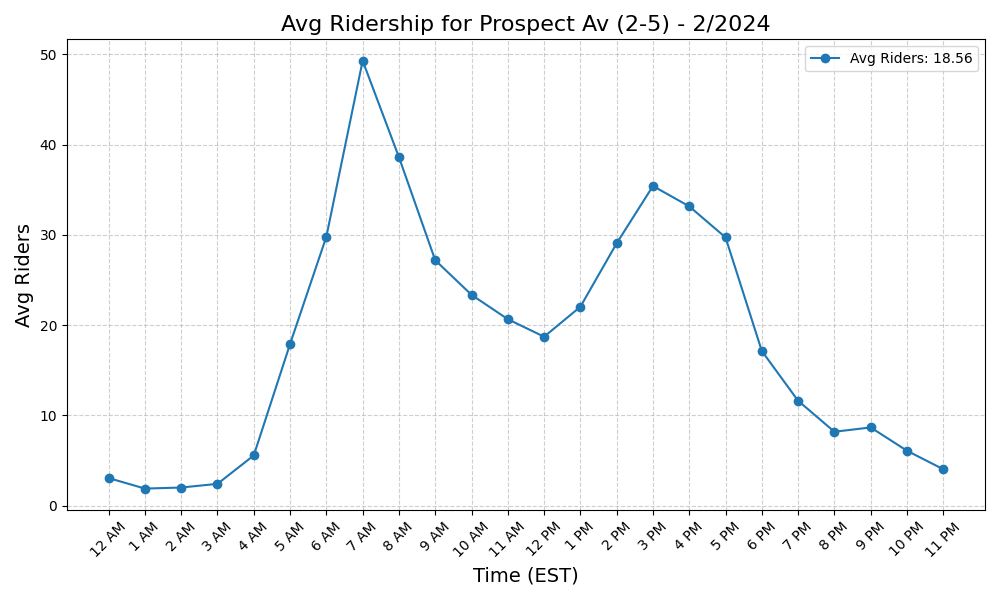 Avg Ridership for Prospect Av (2-5) - 2/2024
Avg Riders: 18.56
Avg Riders
50
40
30
20
10
0
12 AM
1 AM
2 AM
3 AM
4 AM
5 AM
6 AM
7 AM
8 AM
9 AM
10 AM
11 AM
12 PM
1 PM
2 PM
3 PM
4 PM
5 PM
6 PM
7 PM
8 PM
9 PM
10 PM
11 PM
Time (EST)